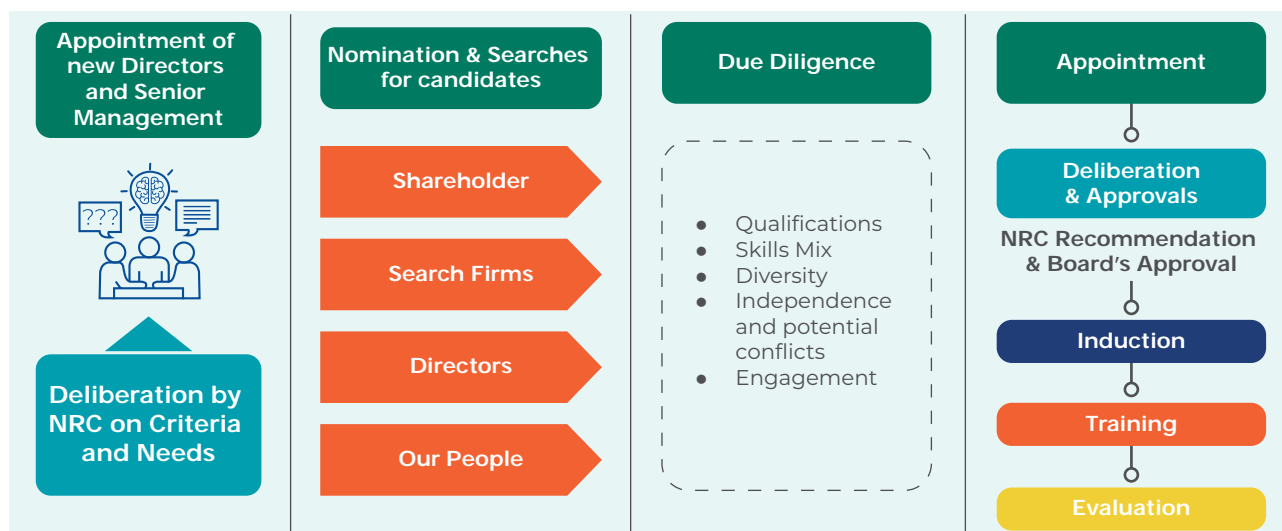 Appointment of
new Directors
and Senior
Management
???
Deliberation by
NRC on Criteria
and Needs
Nomination & Searches
for candidates
Shareholder
Search Firms
Directors
Our People
Due Diligence
● Qualifications
● Skills Mix
● Diversity
● Independence
and potential
conflicts
● Engagement
Appointment
Deliberation
& Approvals
NRC Recommendation
& Board's Approval
Induction
Training
Evaluation